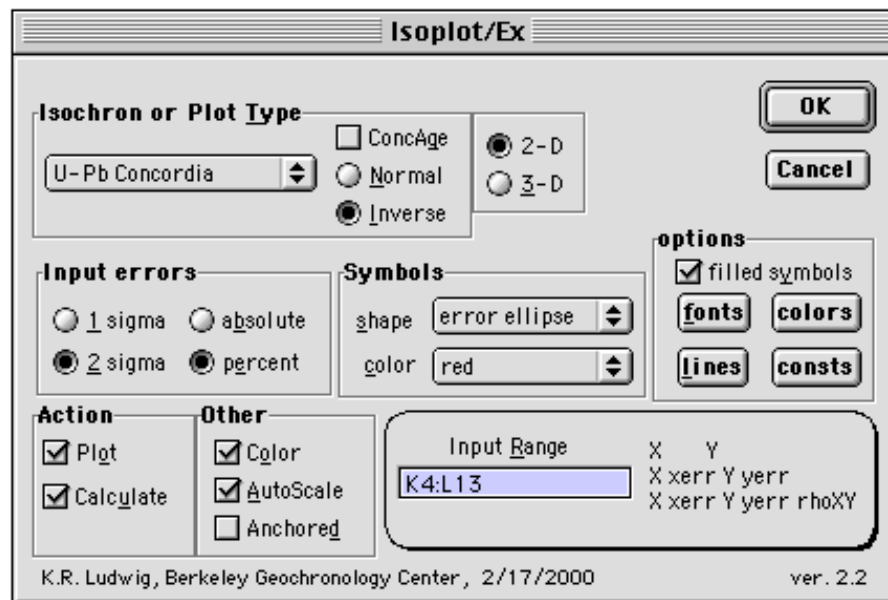 Isoplot/Ex
Isochron or Plot Type
U-Pb Concordia
ConcAge
Normal
Inverse
2-D
3-D
OK
Cancel
Input errors
1 sigma
absolute
2 sigma
percent
Symbols
shape
error ellipse
color
red
options
filled symbols
fonts
colors
lines
consts
Action
Plot
Calculate
Other
Color
AutoScale
Anchored
Input Range
K4:L13
X Y
X xerr Y yerr
X xerr Y yerr rhoXY
K.R. Ludwig, Berkeley Geochronology Center, 2/17/2000
ver. 2.2